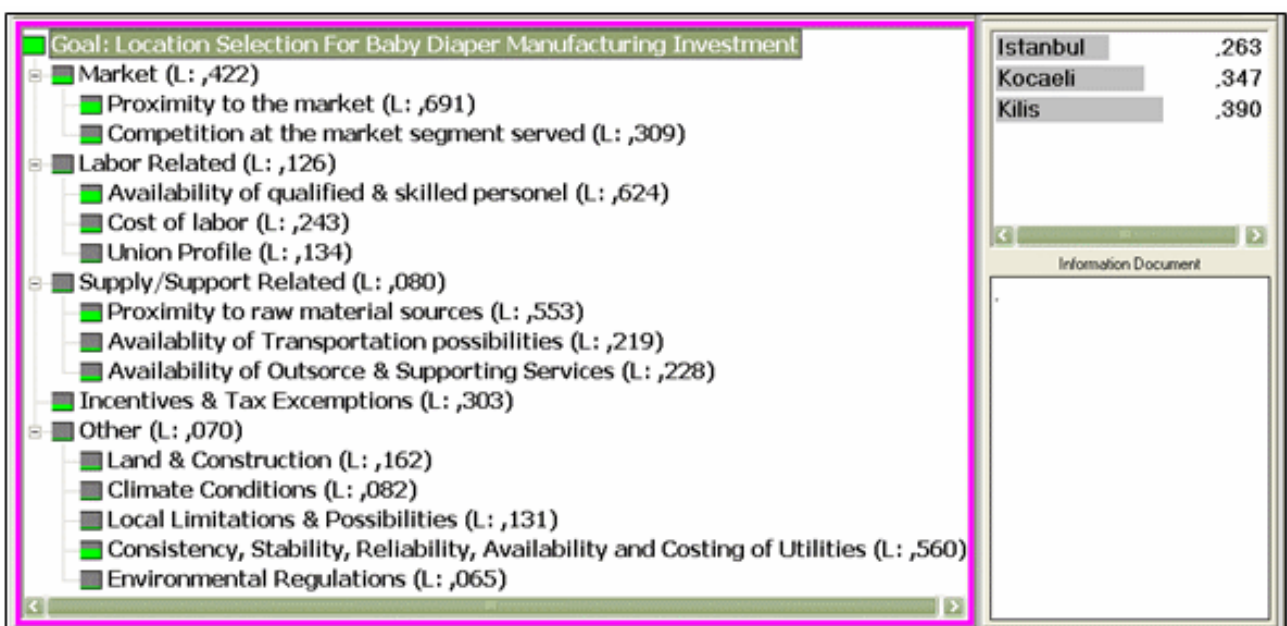 Goal: Location Selection For Baby Diaper Manufacturing Investment
Market (L: ,422)
Proximity to the market (L: ,691)
Competition at the market segment served (L: ,309)
Labor Related (L: ,126)
Availability of qualified & skilled personel (L: ,624)
Cost of labor (L: ,243)
Union Profile (L: ,134)
Supply/Support Related (L: ,080)
Proximity to raw material sources (L: ,553)
Availablity of Transportation possibilities (L: ,219)
Availability of Outsorce & Supporting Services (L: ,228)
Incentives & Tax Excemptions (L: ,303)
Other (L: ,070)
Land & Construction (L: ,162)
Climate Conditions (L: ,082)
Local Limitations & Possibilities (L: ,131)
Consistency, Stability, Reliability, Availability and Costing of Utilities (L: ,560)
Environmental Regulations (L: ,065)
Istanbul ,263
Kocaeli ,347
Kilis ,390
Information Document
.